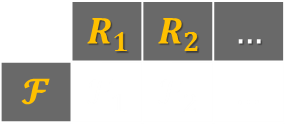 R₁ R₂ ...
ℱ